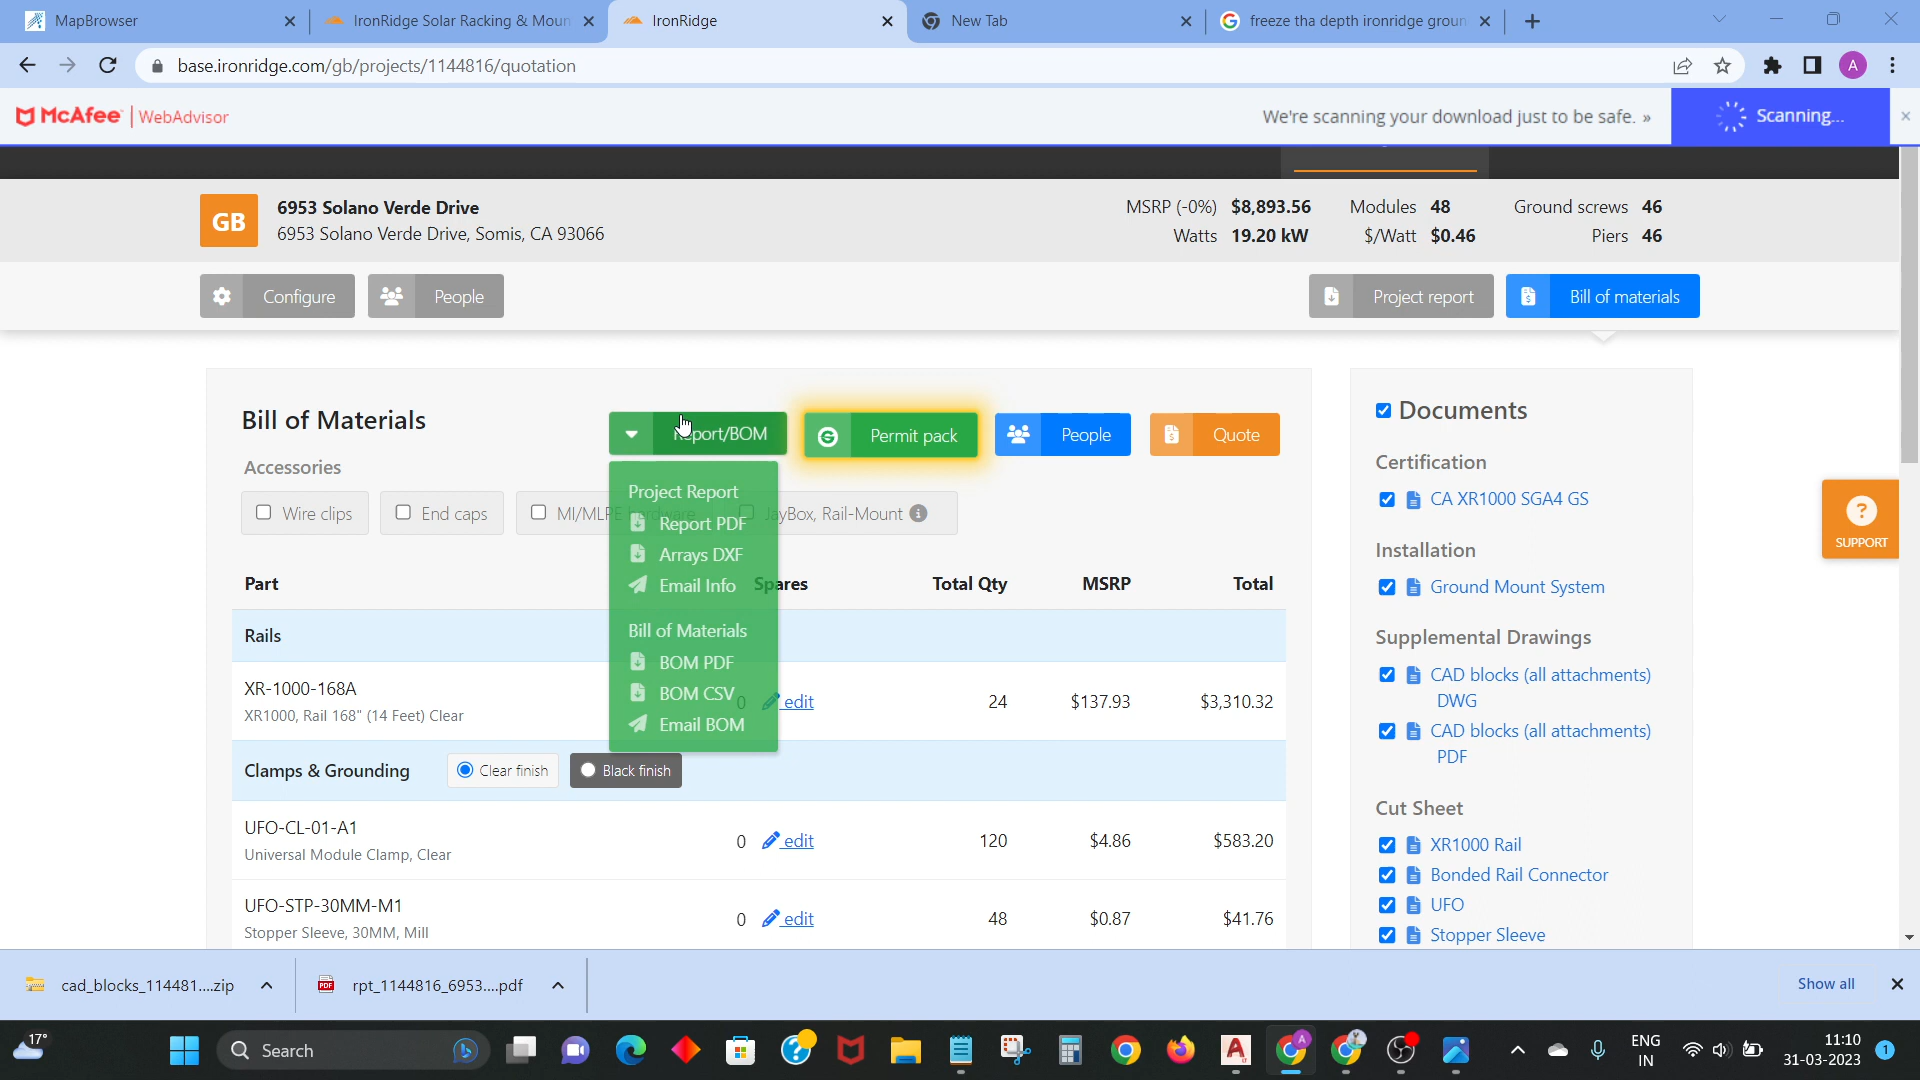 MapBrowser
IronRidge Solar Racking & Moun
IronRidge
New Tab
freeze tha depth ironridge groun
base.ironridge.com/gb/projects/1144816/quotation
A
McAfee | WebAdvisor
We're scanning your download just to be safe. »
Scanning...
GB
6953 Solano Verde Drive
6953 Solano Verde Drive, Somis, CA 93066
MSRP (-0%) $8,893.56 Modules 48 Ground screws 46
Watts 19.20 kW $/Watt $0.46 Piers 46
Configure
People
Project report
Bill of materials
Bill of Materials
Report/BOM
Permit pack
People
Quote
Accessories
Wire clips
End caps
MI/MLPE hardware
JayBox, Rail-Mount
Project Report
Report PDF
Arrays DXF
Email Info
Bill of Materials
BOM PDF
BOM CSV
Email BOM
Part Spares Total Qty MSRP Total
Rails
XR-1000-168A
XR1000, Rail 168" (14 Feet) Clear
0 edit 24 $137.93 $3,310.32
Clamps & Grounding Clear finish Black finish
UFO-CL-01-A1
Universal Module Clamp, Clear
0 edit 120 $4.86 $583.20
UFO-STP-30MM-M1
Stopper Sleeve, 30MM, Mill
0 edit 48 $0.87 $41.76
Documents
Certification
CA XR1000 SGA4 GS
Installation
Ground Mount System
Supplemental Drawings
CAD blocks (all attachments)
DWG
CAD blocks (all attachments)
PDF
Cut Sheet
XR1000 Rail
Bonded Rail Connector
UFO
Stopper Sleeve
?
SUPPORT
cad_blocks_114481....zip
PDF
rpt_1144816_6953....pdf
Show all
17°
Search
ENG
IN
11:10
31-03-2023
1